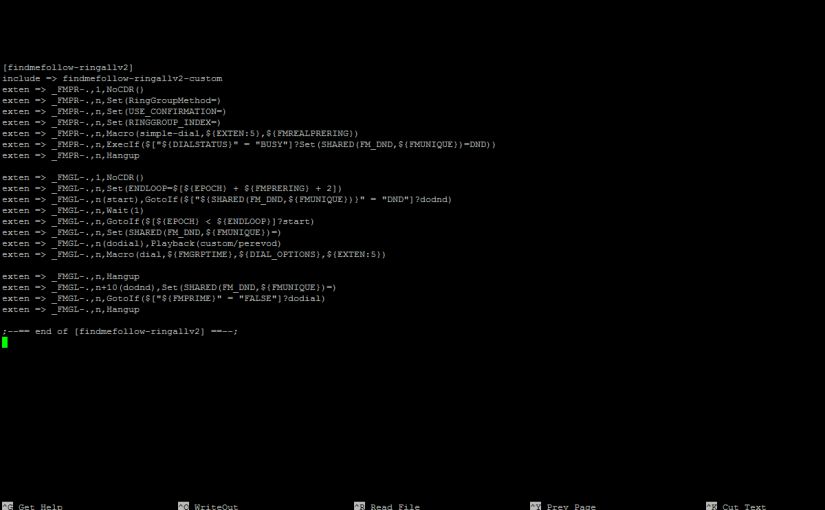 [findmefollow-ringallv2]
include => findmefollow-ringallv2-custom
exten => _FMPR-.,1,NoCDR()
exten => _FMPR-.,n,Set(RingGroupMethod=)
exten => _FMPR-.,n,Set(USE_CONFIRMATION=)
exten => _FMPR-.,n,Set(RINGGROUP_INDEX=)
exten => _FMPR-.,n,Macro(simple-dial,${EXTEN:5},${FMREALPRERING})
exten => _FMPR-.,n,ExecIf($["${DIALSTATUS}" = "BUSY"]?Set(SHARED(FM_DND,${FMUNIQUE})=DND))
exten => _FMPR-.,n,Hangup
exten => _FMGL-.,1,NoCDR()
exten => _FMGL-.,n,Set(ENDLOOP=$[${EPOCH} + ${FMPRERING} + 2])
exten => _FMGL-.,n(start),GotoIf($["${SHARED(FM_DND,${FMUNIQUE})}" = "DND"]?dodnd)
exten => _FMGL-.,n,Wait(1)
exten => _FMGL-.,n,GotoIf($[${EPOCH} < ${ENDLOOP}]?start)
exten => _FMGL-.,n,Set(SHARED(FM_DND,${FMUNIQUE})=)
exten => _FMGL-.,n(dodial),Playback(custom/perevod)
exten => _FMGL-.,n,Macro(dial,${FMGRPTIME},${DIAL_OPTIONS},${EXTEN:5})
exten => _FMGL-.,n,Hangup
exten => _FMGL-.,n+10(dodnd),Set(SHARED(FM_DND,${FMUNIQUE})=)
exten => _FMGL-.,n,GotoIf($["${FMPRIME}" = "FALSE"]?dodial)
exten => _FMGL-.,n,Hangup
;--== end of [findmefollow-ringallv2] ==--;
^G Get Help ^O WriteOut ^R Read File ^Y Prev Page ^K Cut Text